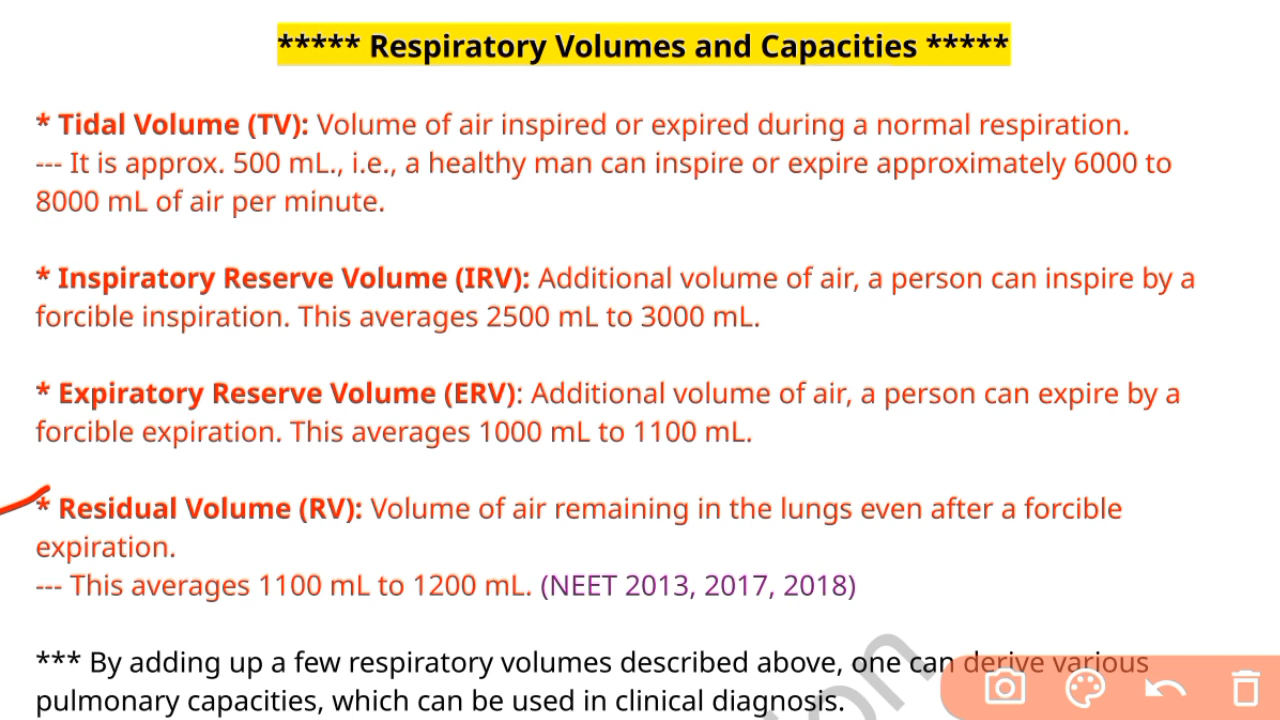 ***** Respiratory Volumes and Capacities *****
* Tidal Volume (TV): Volume of air inspired or expired during a normal respiration.
--- It is approx. 500 mL., i.e., a healthy man can inspire or expire approximately 6000 to
8000 mL of air per minute.
* Inspiratory Reserve Volume (IRV): Additional volume of air, a person can inspire by a
forcible inspiration. This averages 2500 mL to 3000 mL.
* Expiratory Reserve Volume (ERV): Additional volume of air, a person can expire by a
forcible expiration. This averages 1000 mL to 1100 mL.
* Residual Volume (RV): Volume of air remaining in the lungs even after a forcible
expiration.
--- This averages 1100 mL to 1200 mL. (NEET 2013, 2017, 2018)
*** By adding up a few respiratory volumes described above, one can derive various
pulmonary capacities, which can be used in clinical diagnosis.